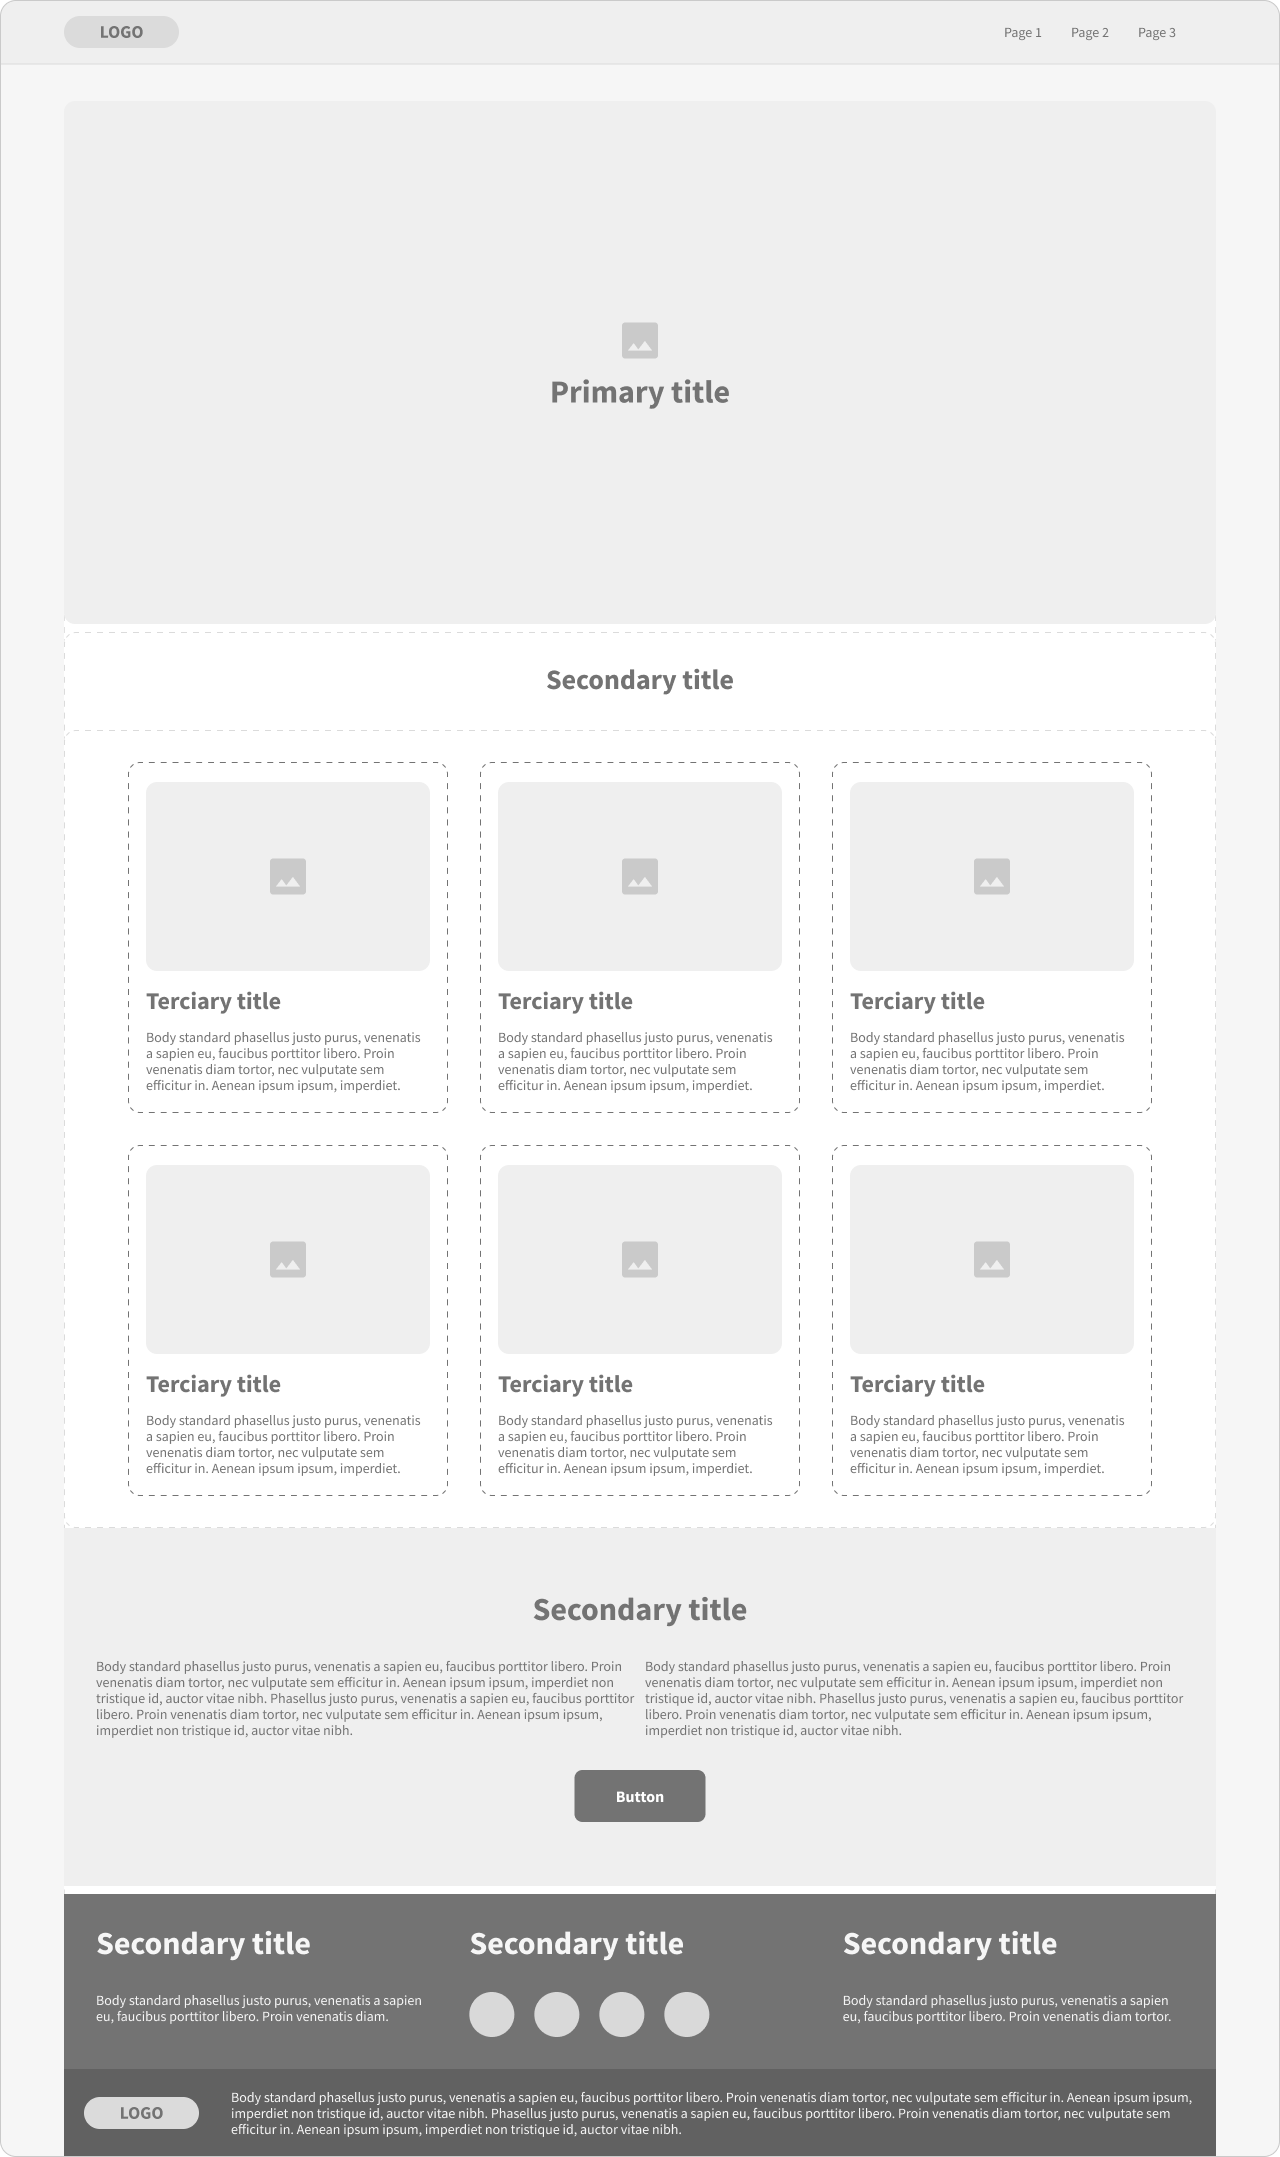 LOGO
Page 1
Page 2
Page 3
Primary title
Secondary title
Terciary title
Body standard phasellus justo purus, venenatis
a sapien eu, faucibus porttitor libero. Proin
venenatis diam tortor, nec vulputate sem
efficitur in. Aenean ipsum ipsum, imperdiet.
Terciary title
Body standard phasellus justo purus, venenatis
a sapien eu, faucibus porttitor libero. Proin
venenatis diam tortor, nec vulputate sem
efficitur in. Aenean ipsum ipsum, imperdiet.
Terciary title
Body standard phasellus justo purus, venenatis
a sapien eu, faucibus porttitor libero. Proin
venenatis diam tortor, nec vulputate sem
efficitur in. Aenean ipsum ipsum, imperdiet.
Terciary title
Body standard phasellus justo purus, venenatis
a sapien eu, faucibus porttitor libero. Proin
venenatis diam tortor, nec vulputate sem
efficitur in. Aenean ipsum ipsum, imperdiet.
Terciary title
Body standard phasellus justo purus, venenatis
a sapien eu, faucibus porttitor libero. Proin
venenatis diam tortor, nec vulputate sem
efficitur in. Aenean ipsum ipsum, imperdiet.
Terciary title
Body standard phasellus justo purus, venenatis
a sapien eu, faucibus porttitor libero. Proin
venenatis diam tortor, nec vulputate sem
efficitur in. Aenean ipsum ipsum, imperdiet.
Secondary title
Body standard phasellus justo purus, venenatis a sapien eu, faucibus porttitor libero. Proin
venenatis diam tortor, nec vulputate sem efficitur in. Aenean ipsum ipsum, imperdiet non
tristique id, auctor vitae nibh. Phasellus justo purus, venenatis a sapien eu, faucibus porttitor
libero. Proin venenatis diam tortor, nec vulputate sem efficitur in. Aenean ipsum ipsum,
imperdiet non tristique id, auctor vitae nibh.
Body standard phasellus justo purus, venenatis a sapien eu, faucibus porttitor libero. Proin
venenatis diam tortor, nec vulputate sem efficitur in. Aenean ipsum ipsum, imperdiet non
tristique id, auctor vitae nibh. Phasellus justo purus, venenatis a sapien eu, faucibus porttitor
libero. Proin venenatis diam tortor, nec vulputate sem efficitur in. Aenean ipsum ipsum,
imperdiet non tristique id, auctor vitae nibh.
Button
Secondary title
Body standard phasellus justo purus, venenatis a sapien
eu, faucibus porttitor libero. Proin venenatis diam.
Secondary title
Secondary title
Body standard phasellus justo purus, venenatis a sapien
eu, faucibus porttitor libero. Proin venenatis diam tortor.
LOGO
Body standard phasellus justo purus, venenatis a sapien eu, faucibus porttitor libero. Proin venenatis diam tortor, nec vulputate sem efficitur in. Aenean ipsum ipsum,
imperdiet non tristique id, auctor vitae nibh. Phasellus justo purus, venenatis a sapien eu, faucibus porttitor libero. Proin venenatis diam tortor, nec vulputate sem
efficitur in. Aenean ipsum ipsum, imperdiet non tristique id, auctor vitae nibh.